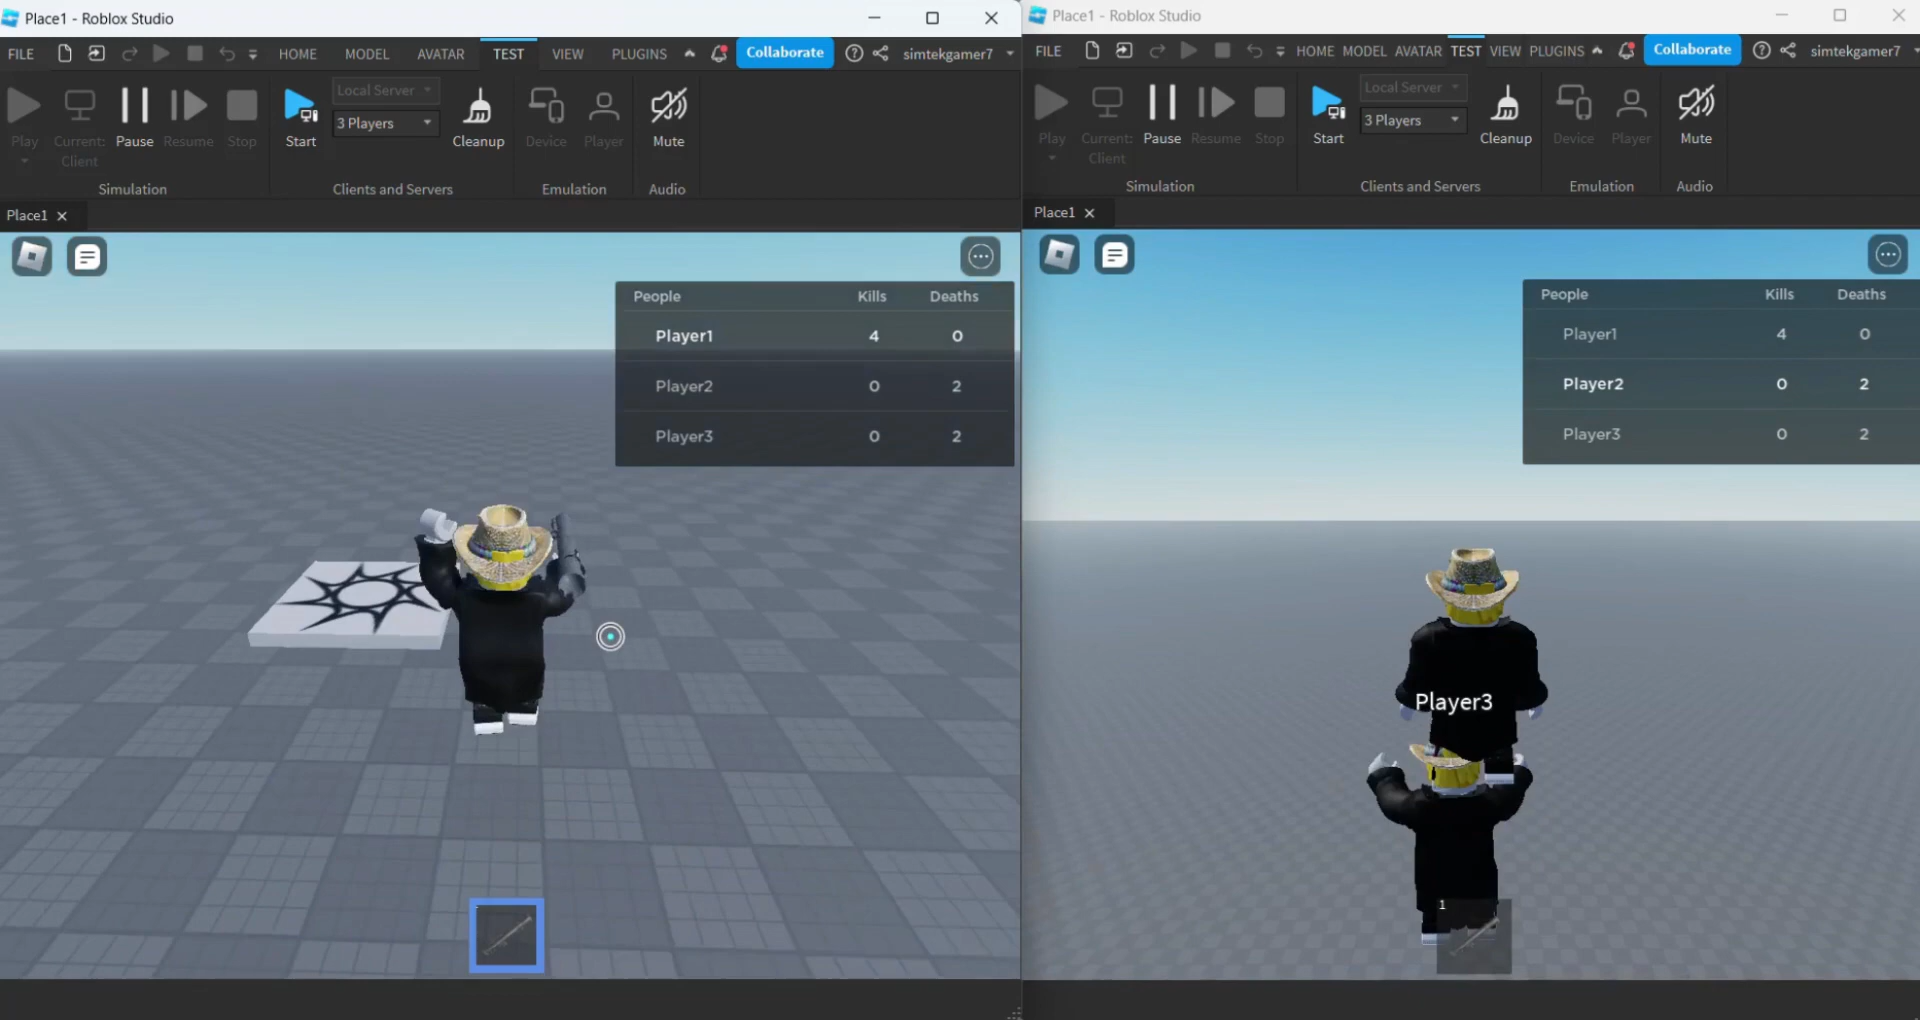 Place1 - Roblox Studio
FILE HOME MODEL AVATAR TEST VIEW PLUGINS Collaborate simtekgamer7
Local Server
3 Players
Play Current: Client Pause Resume Stop Start Cleanup Device Player Mute
Simulation Clients and Servers Emulation Audio
Place1
People Kills Deaths
Player1 4 0
Player2 0 2
Player3 0 2
Place1 - Roblox Studio
FILE HOME MODEL AVATAR TEST VIEW PLUGINS Collaborate simtekgamer7
Local Server
3 Players
Play Current: Client Pause Resume Stop Start Cleanup Device Player Mute
Simulation Clients and Servers Emulation Audio
Place1
People Kills Deaths
Player1 4 0
Player2 0 2
Player3 0 2
Player3
1